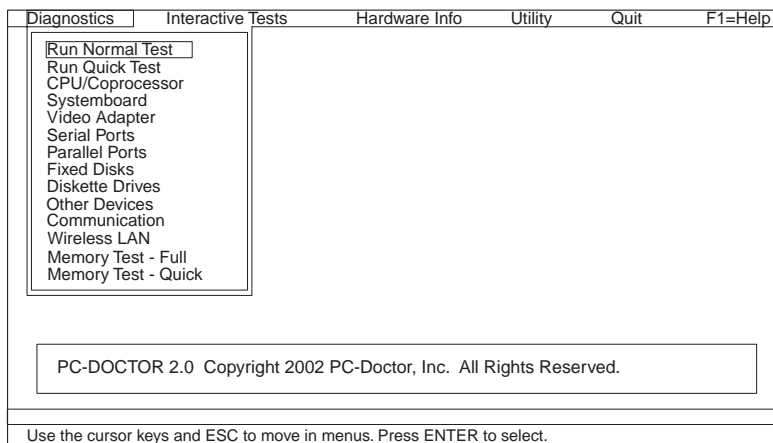 Diagnostics Interactive Tests Hardware Info Utility Quit F1=Help
Run Normal Test
Run Quick Test
CPU/Coprocessor
Systemboard
Video Adapter
Serial Ports
Parallel Ports
Fixed Disks
Diskette Drives
Other Devices
Communication
Wireless LAN
Memory Test - Full
Memory Test - Quick
PC-DOCTOR 2.0 Copyright 2002 PC-Doctor, Inc. All Rights Reserved.
Use the cursor keys and ESC to move in menus. Press ENTER to select.